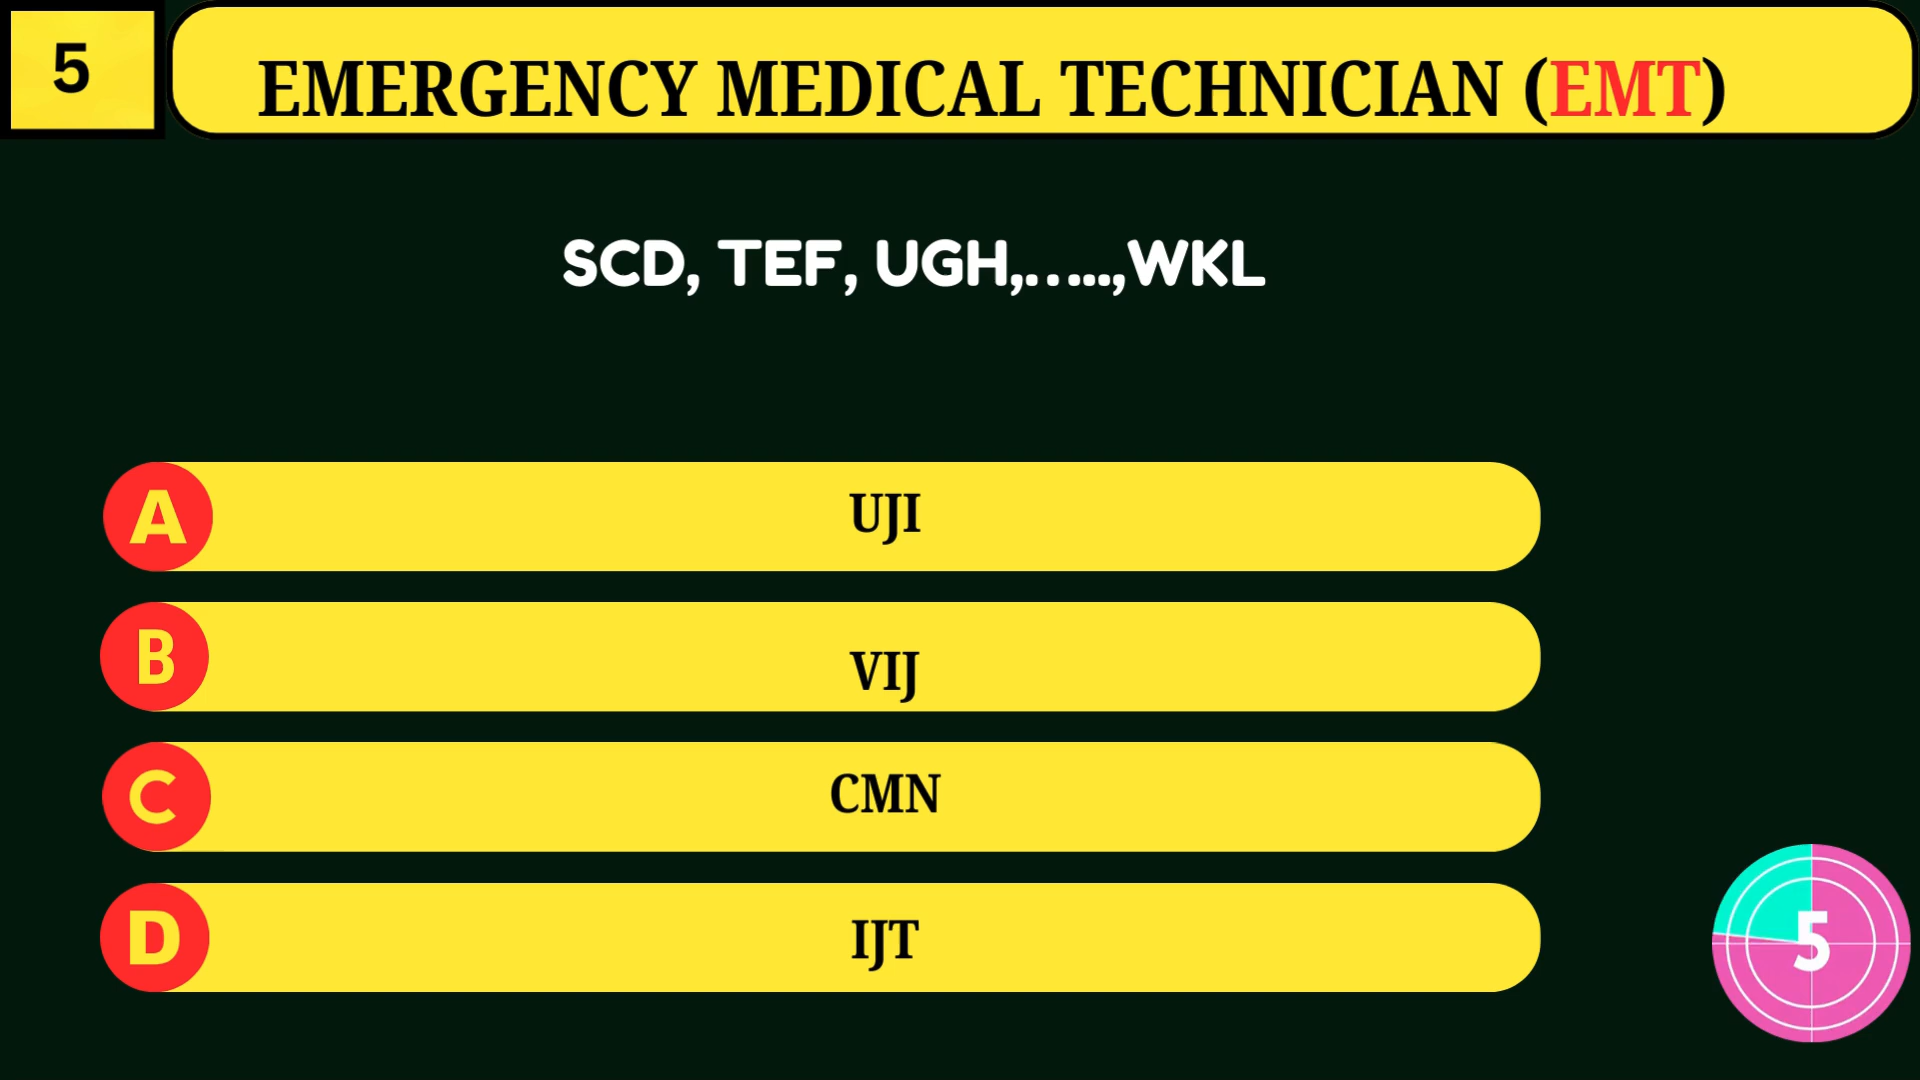 5
EMERGENCY MEDICAL TECHNICIAN (EMT)
SCD, TEF, UGH,.....,WKL
A UJI
B VIJ
C CMN
D IJT
5